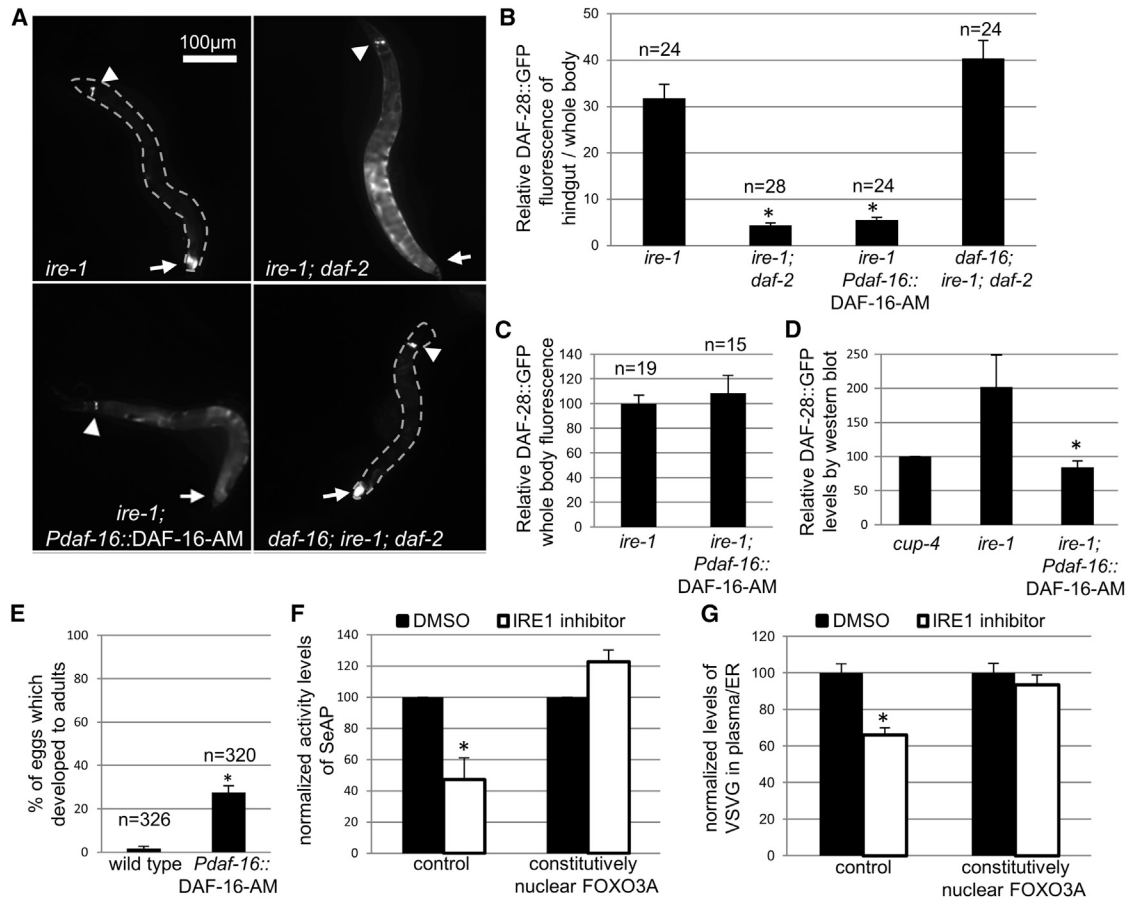 A
100µm
ire-1
ire-1; daf-2
ire-1;
Pdaf-16::DAF-16-AM
daf-16; ire-1; daf-2
B
Relative DAF-28::GFP
fluorescence of
hindgut / whole body
50
40
30
20
10
0
n=24
n=28
n=24
n=24
*
*
ire-1
ire-1;
daf-2
ire-1
Pdaf-16::
DAF-16-AM
daf-16;
ire-1; daf-2
C
Relative DAF-28::GFP
whole body fluorescence
140
120
100
80
60
40
20
0
n=19
n=15
ire-1
ire-1;
Pdaf-16::
DAF-16-AM
D
Relative DAF-28::GFP
levels by western blot
250
200
150
100
50
0
*
cup-4
ire-1
ire-1;
Pdaf-16::
DAF-16-AM
E
% of eggs which
developed to adults
100
80
60
40
20
0
n=326
n=320
*
wild type
Pdaf-16::
DAF-16-AM
F
DMSO
IRE1 inhibitor
normalized activity levels
of SeAP
140
120
100
80
60
40
20
0
*
control
constitutively
nuclear FOXO3A
G
DMSO
IRE1 inhibitor
normalized levels of
VSVG in plasma/ER
120
100
80
60
40
20
0
*
control
constitutively
nuclear FOXO3A